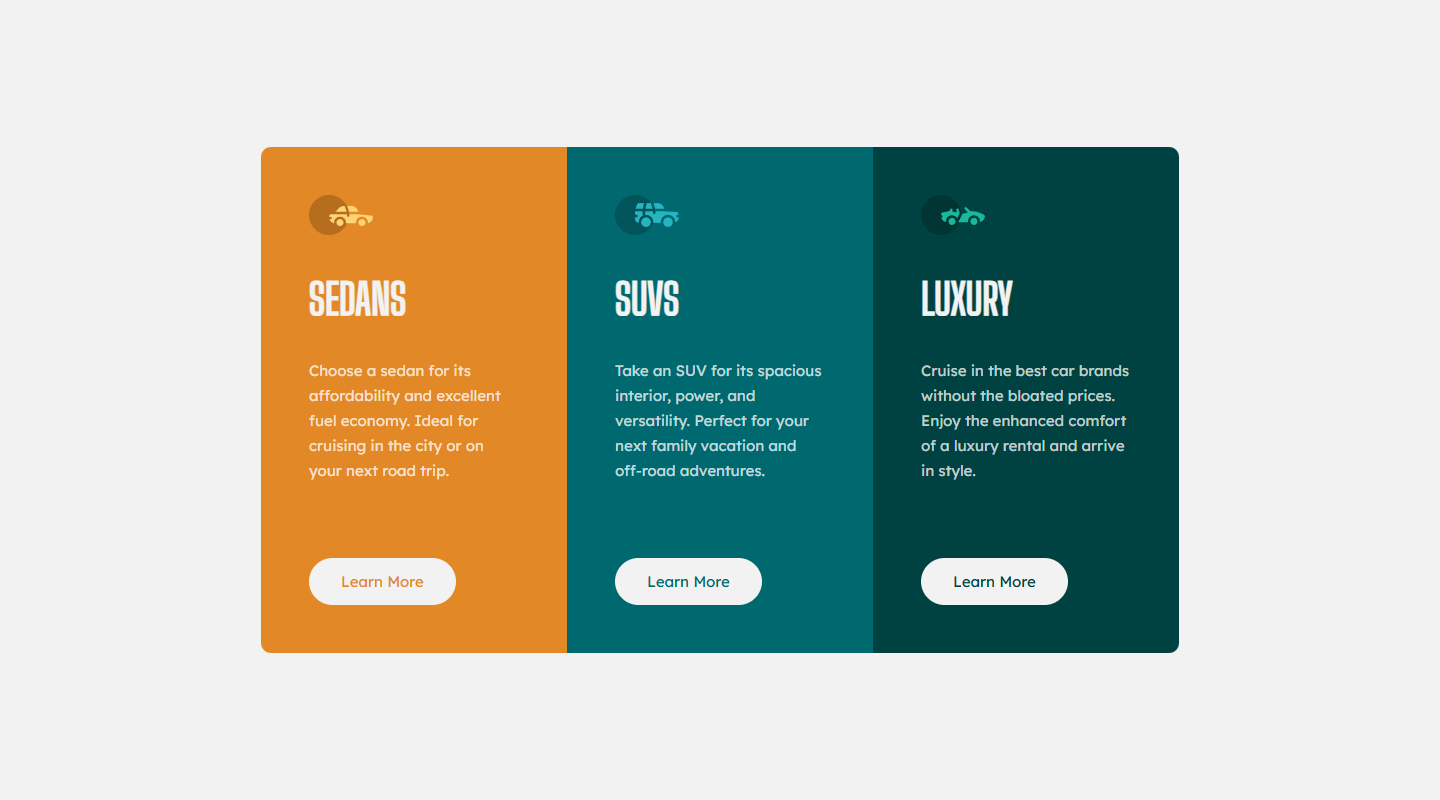 SEDANS
Choose a sedan for its
affordability and excellent
fuel economy. Ideal for
cruising in the city or on
your next road trip.
Learn More
SUVS
Take an SUV for its spacious
interior, power, and
versatility. Perfect for your
next family vacation and
off-road adventures.
Learn More
LUXURY
Cruise in the best car brands
without the bloated prices.
Enjoy the enhanced comfort
of a luxury rental and arrive
in style.
Learn More